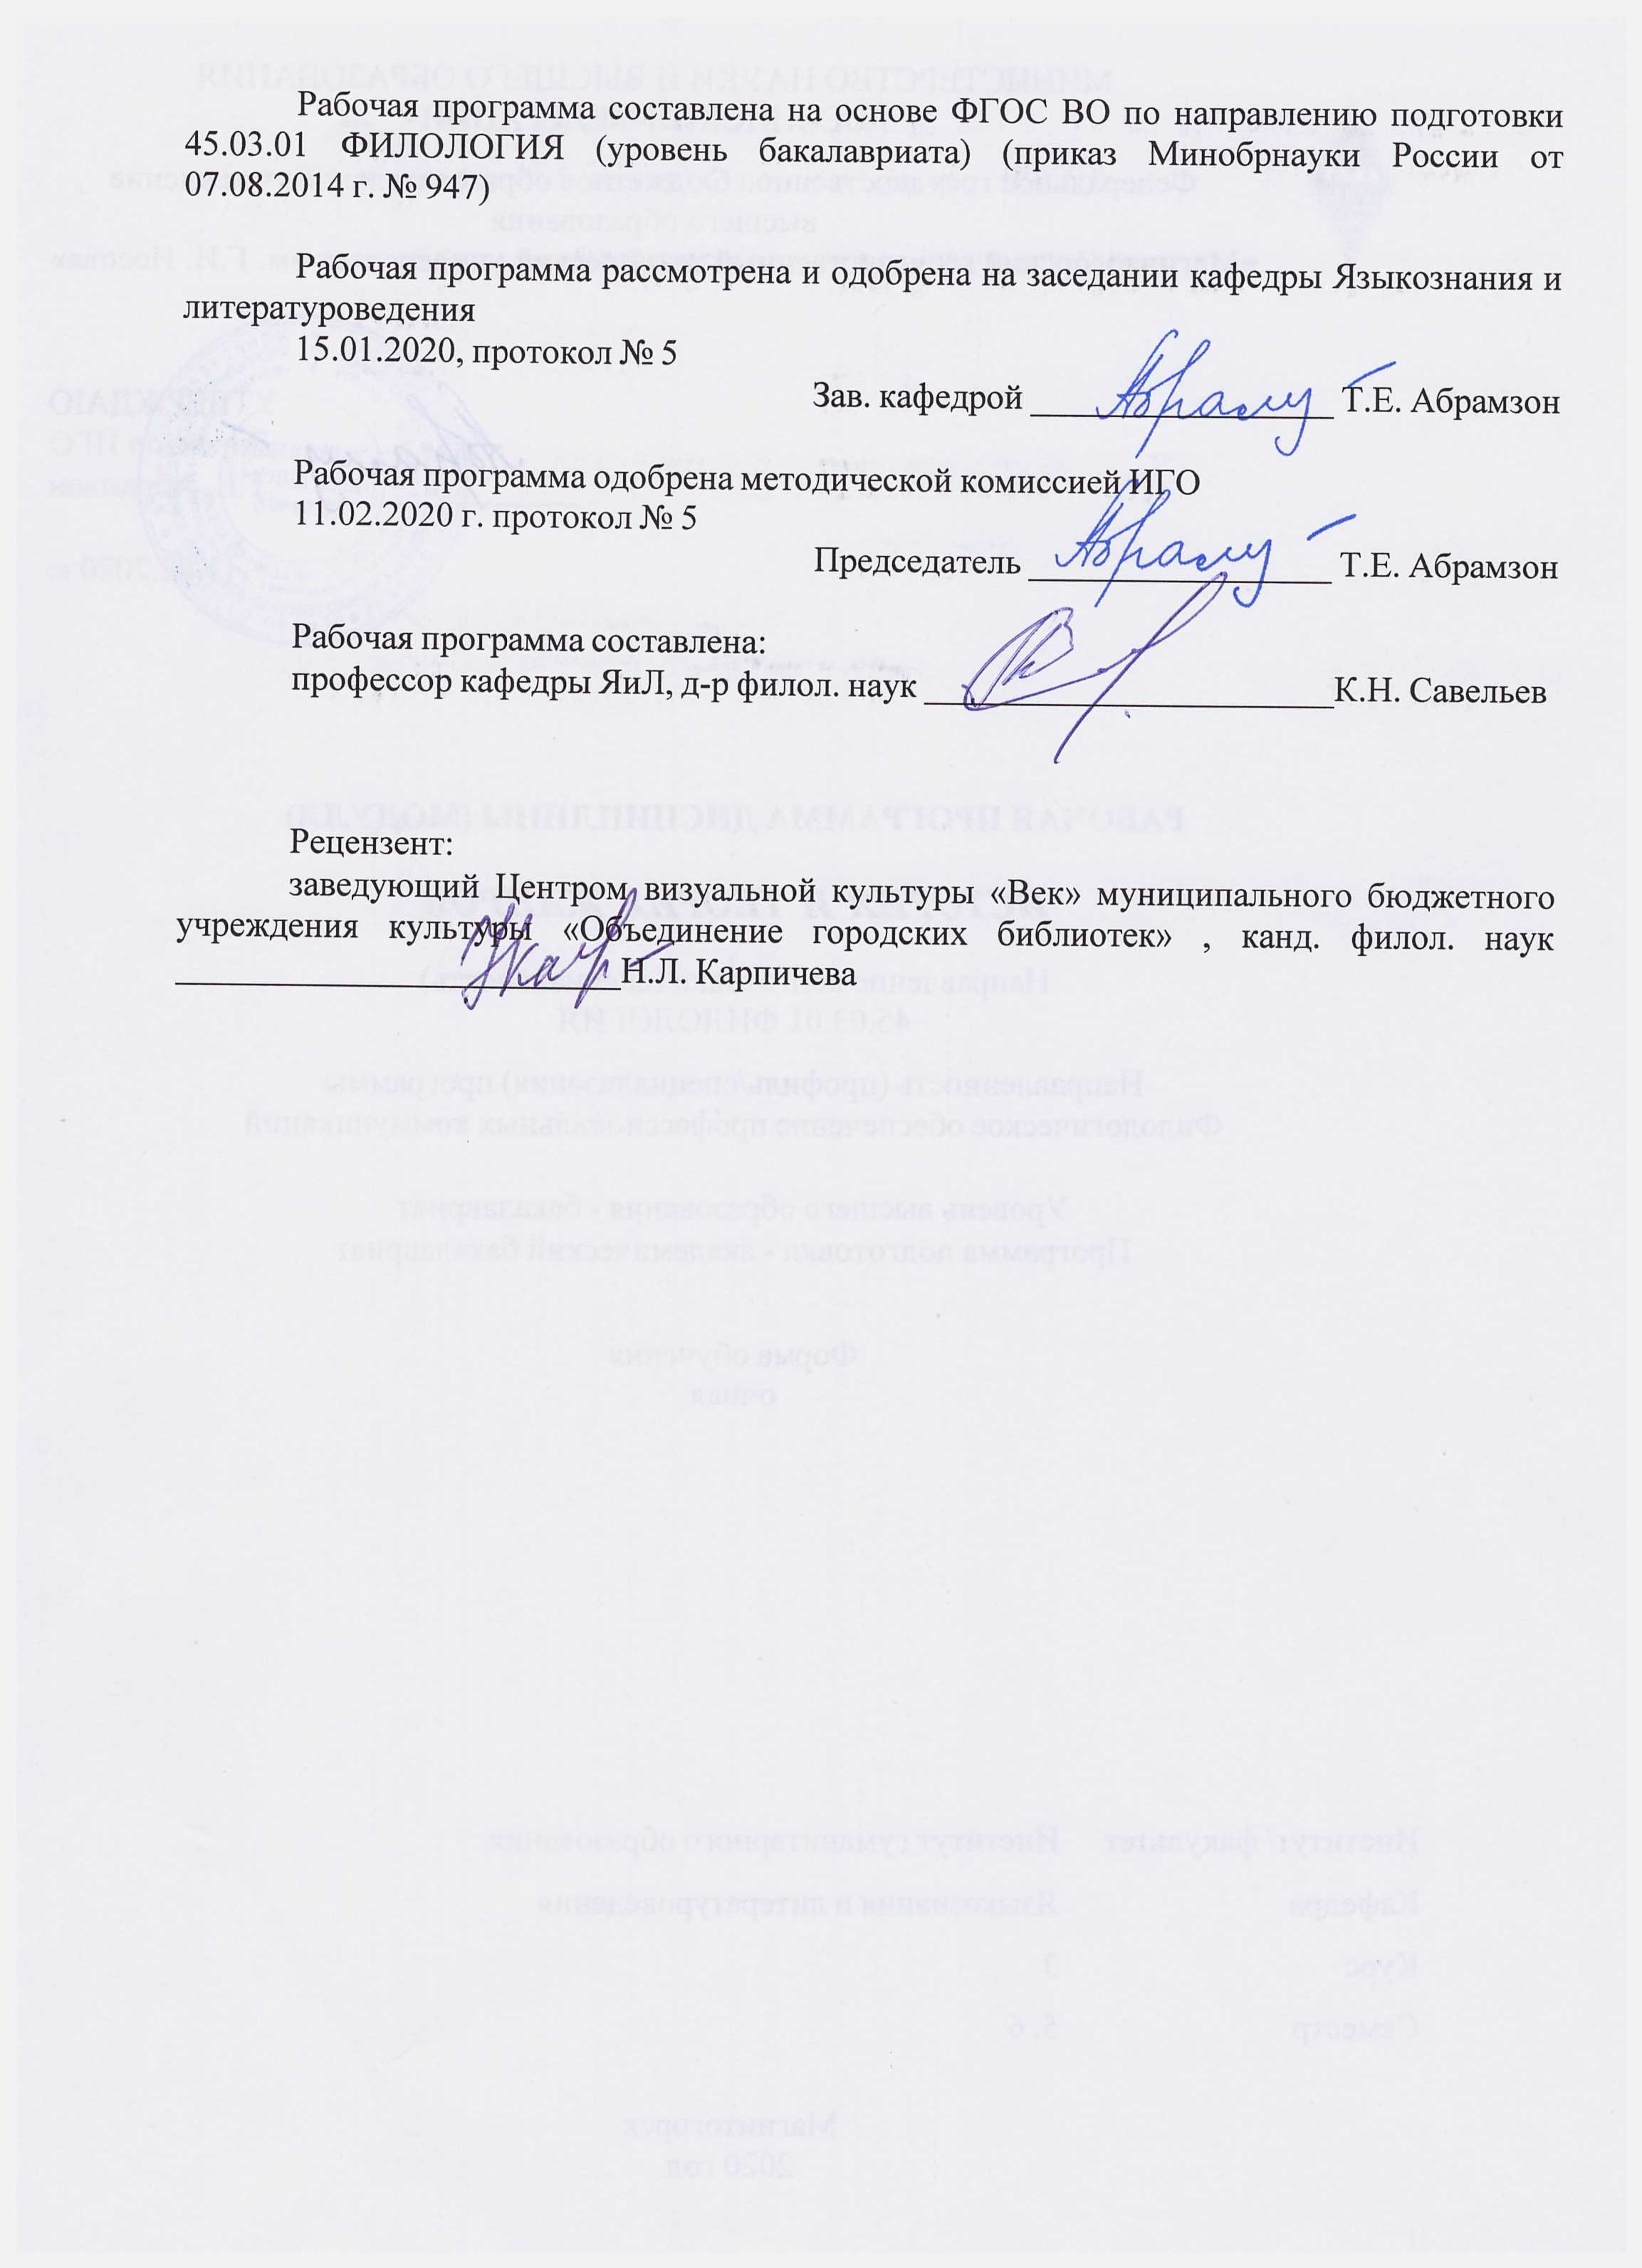 Рабочая программа составлена на основе ФГОС ВО по направлению подготовки
45.03.01 ФИЛОЛОГИЯ (уровень бакалавриата) (приказ Минобрнауки России от
07.08.2014 г. № 947)
Рабочая программа рассмотрена и одобрена на заседании кафедры Языкознания и
литературоведения
15.01.2020, протокол № 5
Зав. кафедрой ________________ Т.Е. Абрамзон
Рабочая программа одобрена методической комиссией ИГО
11.02.2020 г. протокол № 5
Председатель ________________ Т.Е. Абрамзон
Рабочая программа составлена:
профессор кафедры ЯиЛ, д-р филол. наук ______________________К.Н. Савельев
Рецензент:
заведующий Центром визуальной культуры «Век» муниципального бюджетного
учреждения культуры «Объединение городских библиотек» , канд. филол. наук
________________________Н.Л. Карпичева